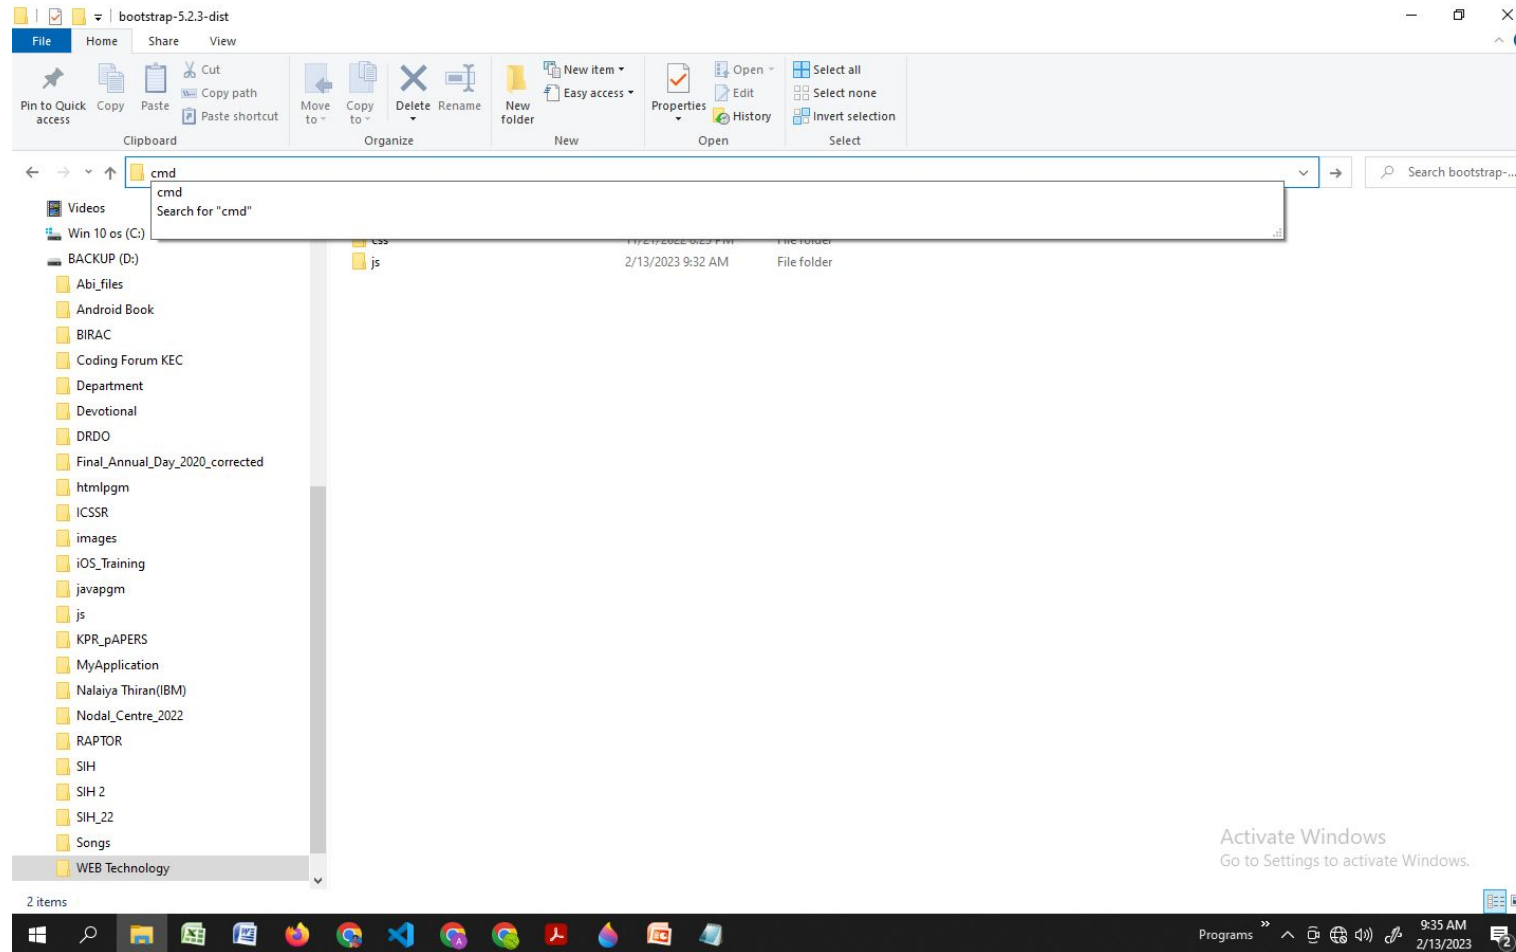 bootstrap-5.2.3-dist
File Home Share View
Pin to Quick access
Copy
Paste
Cut
Copy path
Paste shortcut
Clipboard
Move to
Copy to
Delete
Rename
Organize
New folder
New item
Easy access
New
Properties
Open
Edit
History
Open
Select all
Select none
Invert selection
Select
cmd
Search bootstrap-...
cmd
Search for "cmd"
Videos
Win 10 os (C:)
BACKUP (D:)
Abi_files
Android Book
BIRAC
Coding Forum KEC
Department
Devotional
DRDO
Final_Annual_Day_2020_corrected
htmlpgm
ICSSR
images
iOS_Training
javapgm
js
KPR_pAPERS
MyApplication
Nalaiya Thiran(IBM)
Nodal_Centre_2022
RAPTOR
SIH
SIH 2
SIH_22
Songs
WEB Technology
css
js 2/13/2023 9:32 AM File folder
Activate Windows
Go to Settings to activate Windows.
2 items
Programs
9:35 AM
2/13/2023
2